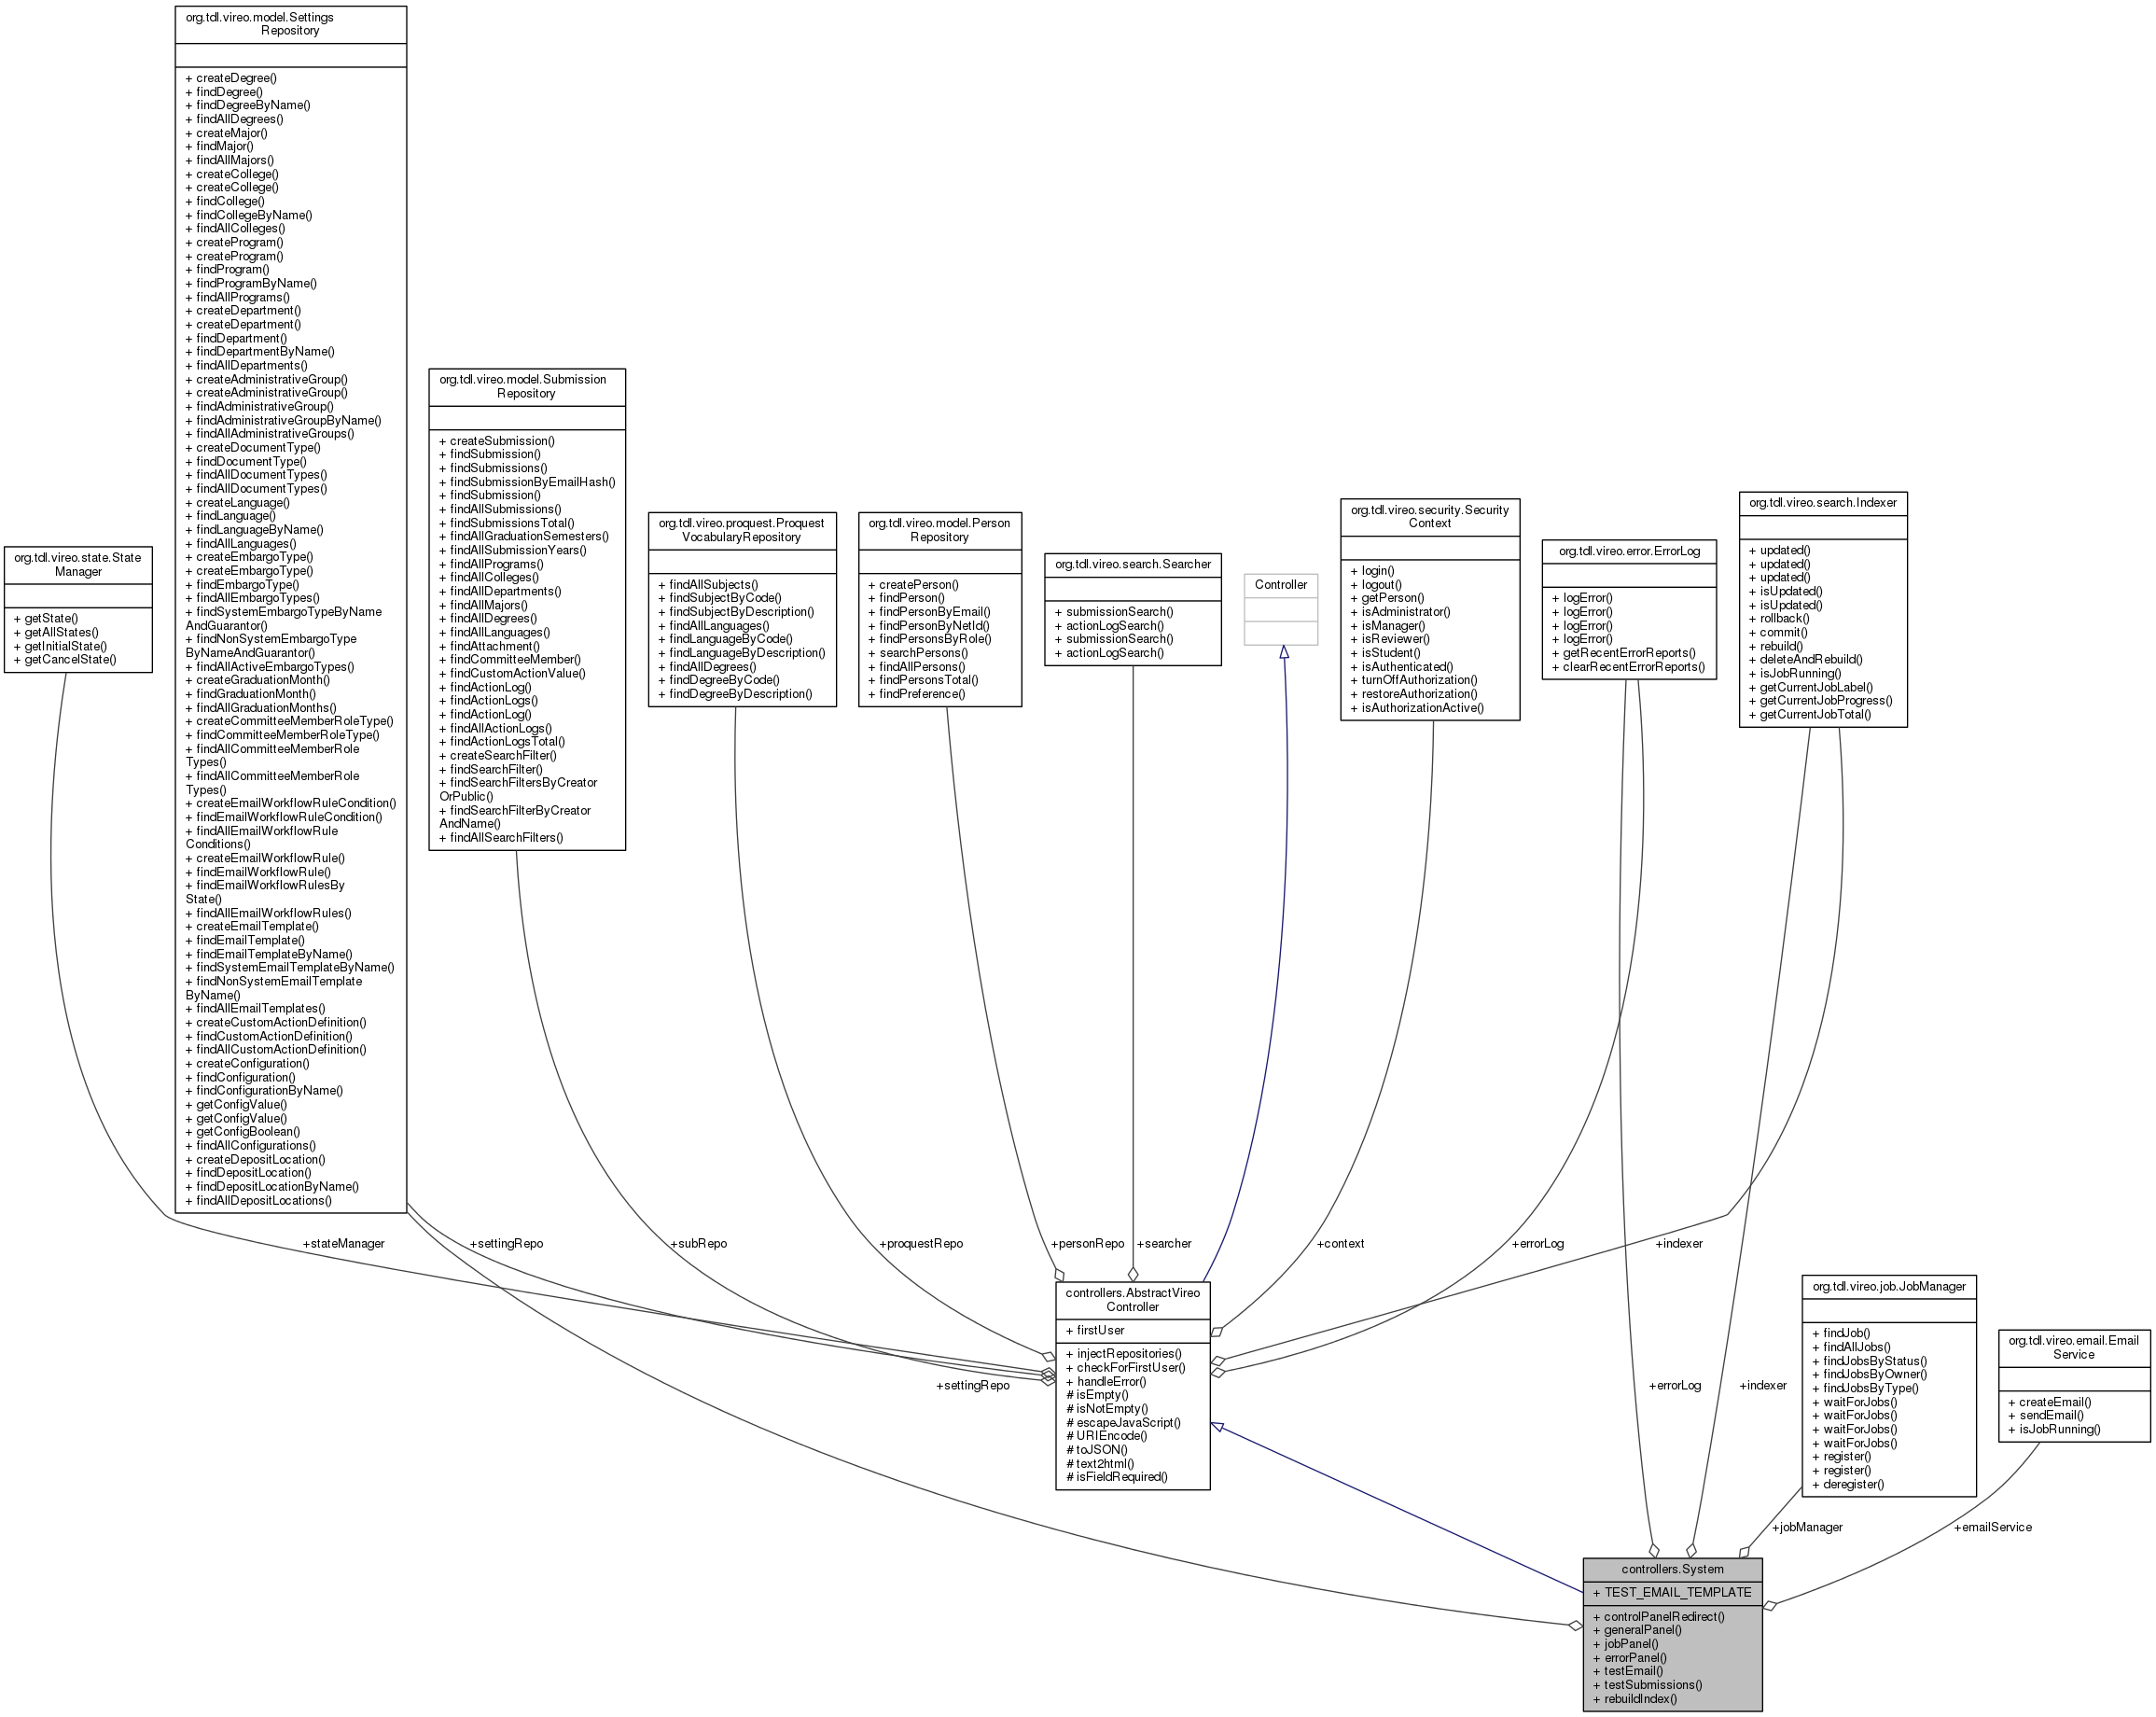 org.tdl.vireo.model.Settings
Repository
+ createDegree()
+ findDegree()
+ findDegreeByName()
+ findAllDegrees()
+ createMajor()
+ findMajor()
+ findAllMajors()
+ createCollege()
+ createCollege()
+ findCollege()
+ findCollegeByName()
+ findAllColleges()
+ createProgram()
+ createProgram()
+ findProgram()
+ findProgramByName()
+ findAllPrograms()
+ createDepartment()
+ createDepartment()
+ findDepartment()
+ findDepartmentByName()
+ findAllDepartments()
+ createAdministrativeGroup()
+ createAdministrativeGroup()
+ findAdministrativeGroup()
+ findAdministrativeGroupByName()
+ findAllAdministrativeGroups()
+ createDocumentType()
+ findDocumentType()
+ findAllDocumentTypes()
+ findAllDocumentTypes()
+ createLanguage()
+ findLanguage()
+ findLanguageByName()
+ findAllLanguages()
+ createEmbargoType()
+ createEmbargoType()
+ findEmbargoType()
+ findAllEmbargoTypes()
+ findSystemEmbargoTypeByName
AndGuarantor()
+ findNonSystemEmbargoType
ByNameAndGuarantor()
+ findAllActiveEmbargoTypes()
+ createGraduationMonth()
+ findGraduationMonth()
+ findAllGraduationMonths()
+ createCommitteeMemberRoleType()
+ findCommitteeMemberRoleType()
+ findAllCommitteeMemberRole
Types()
+ findAllCommitteeMemberRole
Types()
+ createEmailWorkflowRuleCondition()
+ findEmailWorkflowRuleCondition()
+ findAllEmailWorkflowRule
Conditions()
+ createEmailWorkflowRule()
+ findEmailWorkflowRule()
+ findEmailWorkflowRulesBy
State()
+ findAllEmailWorkflowRules()
+ createEmailTemplate()
+ findEmailTemplate()
+ findEmailTemplateByName()
+ findSystemEmailTemplateByName()
+ findNonSystemEmailTemplate
ByName()
+ findAllEmailTemplates()
+ createCustomActionDefinition()
+ findCustomActionDefinition()
+ findAllCustomActionDefinition()
+ createConfiguration()
+ findConfiguration()
+ findConfigurationByName()
+ getConfigValue()
+ getConfigValue()
+ getConfigBoolean()
+ findAllConfigurations()
+ createDepositLocation()
+ findDepositLocation()
+ findDepositLocationByName()
+ findAllDepositLocations()
org.tdl.vireo.state.State
Manager
+ getState()
+ getAllStates()
+ getInitialState()
+ getCancelState()
org.tdl.vireo.model.Submission
Repository
+ createSubmission()
+ findSubmission()
+ findSubmissions()
+ findSubmissionByEmailHash()
+ findSubmission()
+ findAllSubmissions()
+ findSubmissionsTotal()
+ findAllGraduationSemesters()
+ findAllSubmissionYears()
+ findAllPrograms()
+ findAllColleges()
+ findAllDepartments()
+ findAllMajors()
+ findAllDegrees()
+ findAllLanguages()
+ findAttachment()
+ findCommitteeMember()
+ findCustomActionValue()
+ findActionLog()
+ findActionLogs()
+ findActionLog()
+ findAllActionLogs()
+ findActionLogsTotal()
+ createSearchFilter()
+ findSearchFilter()
+ findSearchFiltersByCreator
OrPublic()
+ findSearchFilterByCreator
AndName()
+ findAllSearchFilters()
org.tdl.vireo.proquest.Proquest
VocabularyRepository
+ findAllSubjects()
+ findSubjectByCode()
+ findSubjectByDescription()
+ findAllLanguages()
+ findLanguageByCode()
+ findLanguageByDescription()
+ findAllDegrees()
+ findDegreeByCode()
+ findDegreeByDescription()
org.tdl.vireo.model.Person
Repository
+ createPerson()
+ findPerson()
+ findPersonByEmail()
+ findPersonByNetId()
+ findPersonsByRole()
+ searchPersons()
+ findAllPersons()
+ findPersonsTotal()
+ findPreference()
org.tdl.vireo.search.Searcher
+ submissionSearch()
+ actionLogSearch()
+ submissionSearch()
+ actionLogSearch()
Controller
org.tdl.vireo.security.Security
Context
+ login()
+ logout()
+ getPerson()
+ isAdministrator()
+ isManager()
+ isReviewer()
+ isStudent()
+ isAuthenticated()
+ turnOffAuthorization()
+ restoreAuthorization()
+ isAuthorizationActive()
org.tdl.vireo.error.ErrorLog
+ logError()
+ logError()
+ logError()
+ logError()
+ getRecentErrorReports()
+ clearRecentErrorReports()
org.tdl.vireo.search.Indexer
+ updated()
+ updated()
+ updated()
+ isUpdated()
+ isUpdated()
+ rollback()
+ commit()
+ rebuild()
+ deleteAndRebuild()
+ isJobRunning()
+ getCurrentJobLabel()
+ getCurrentJobProgress()
+ getCurrentJobTotal()
+stateManager
+settingRepo
+subRepo
+proquestRepo
+personRepo
+searcher
+context
+errorLog
+indexer
controllers.AbstractVireo
Controller
+ firstUser
+ injectRepositories()
+ checkForFirstUser()
+ handleError()
# isEmpty()
# isNotEmpty()
# escapeJavaScript()
# URIEncode()
# toJSON()
# text2html()
# isFieldRequired()
org.tdl.vireo.job.JobManager
+ findJob()
+ findAllJobs()
+ findJobsByStatus()
+ findJobsByOwner()
+ findJobsByType()
+ waitForJobs()
+ waitForJobs()
+ waitForJobs()
+ waitForJobs()
+ register()
+ register()
+ deregister()
org.tdl.vireo.email.Email
Service
+ createEmail()
+ sendEmail()
+ isJobRunning()
+settingRepo
+errorLog
+indexer
+jobManager
+emailService
controllers.System
+ TEST_EMAIL_TEMPLATE
+ controlPanelRedirect()
+ generalPanel()
+ jobPanel()
+ errorPanel()
+ testEmail()
+ testSubmissions()
+ rebuildIndex()